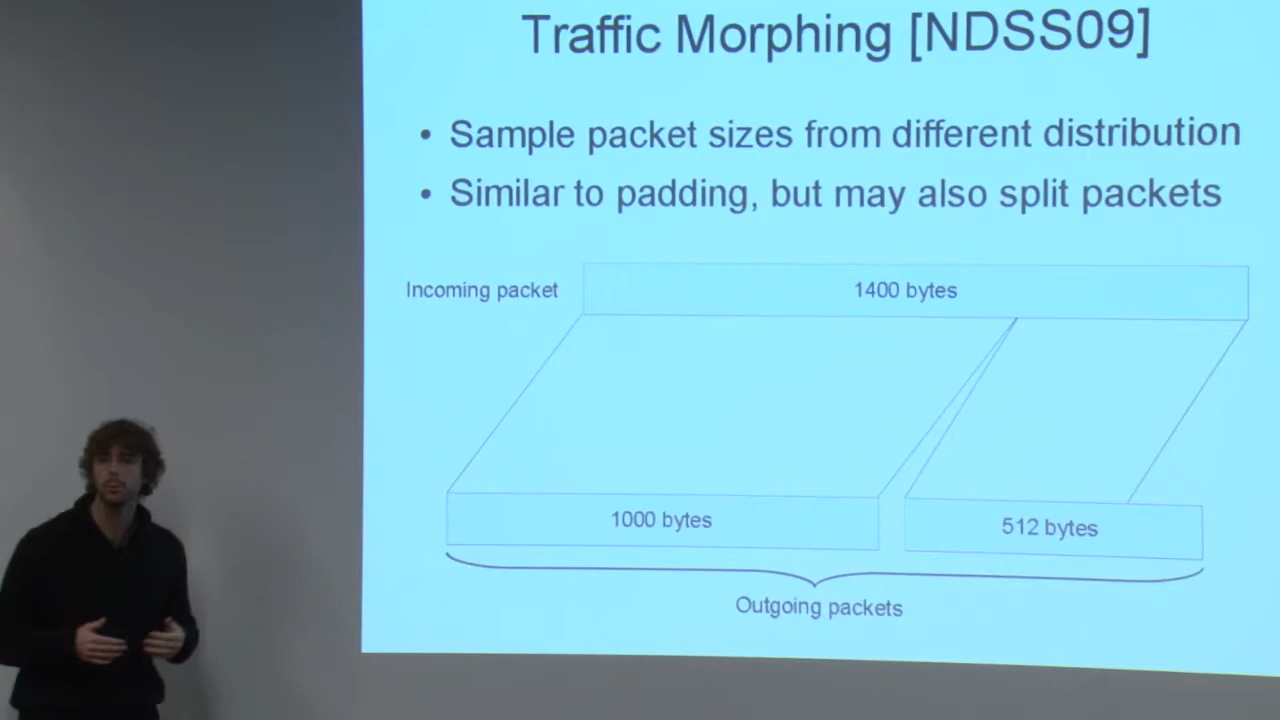 Traffic Morphing [NDSS09]
• Sample packet sizes from different distribution
• Similar to padding, but may also split packets
Incoming packet
1400 bytes
1000 bytes
512 bytes
Outgoing packets